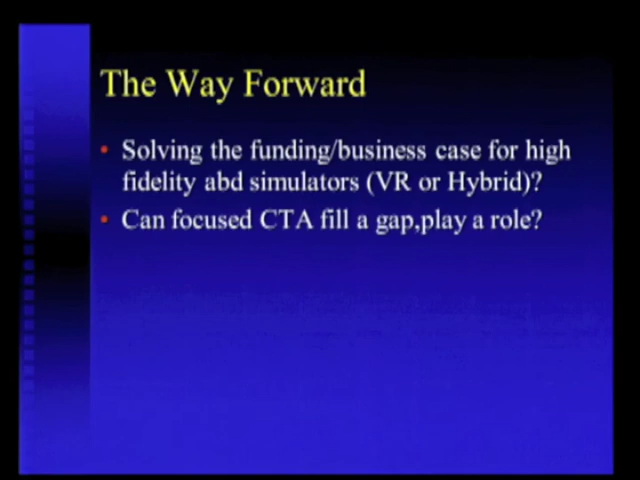 The Way Forward
• Solving the funding/business case for high
fidelity abd simulators (VR or Hybrid)?
• Can focused CTA fill a gap,play a role?